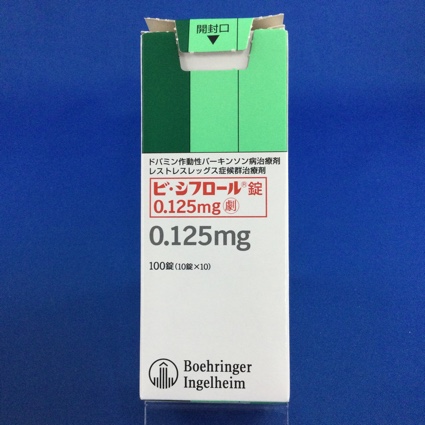 開封口
ドパミン作動性パーキンソン病治療剤
レストレスレッグス症候群治療剤
ビ・シフロール®錠
0.125mg 劇
0.125mg
100錠(10錠×10)
Boehringer
Ingelheim